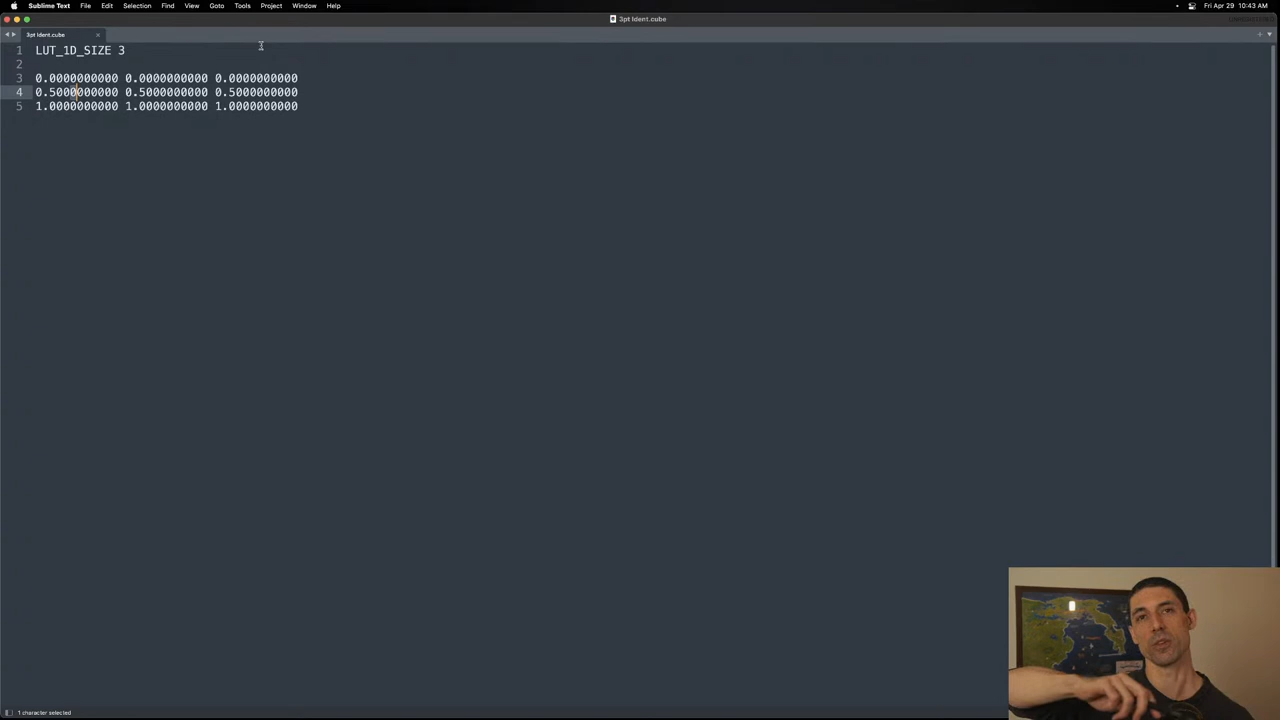 Sublime Text File Edit Selection Find View Goto Tools Project Window Help Fri Apr 29 10:43 AM
3pt Ident.cube
3pt Ident.cube
1 LUT_1D_SIZE 3
2
3 0.0000000000 0.0000000000 0.0000000000
4 0.5000000000 0.5000000000 0.5000000000
5 1.0000000000 1.0000000000 1.0000000000
1 character selected